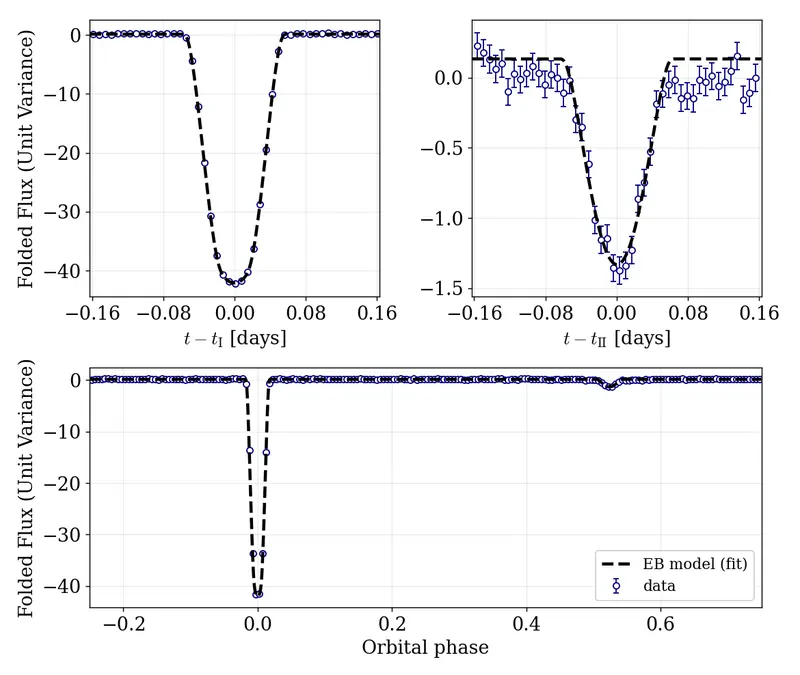 Folded Flux (Unit Variance)
0
−10
−20
−30
−40
−0.16 −0.08 0.00 0.08 0.16
t − tI [days]
0.0
−0.5
−1.0
−1.5
−0.16 −0.08 0.00 0.08 0.16
t − tII [days]
Folded Flux (Unit Variance)
0
−10
−20
−30
−40
−0.2 0.0 0.2 0.4 0.6
Orbital phase
EB model (fit)
data